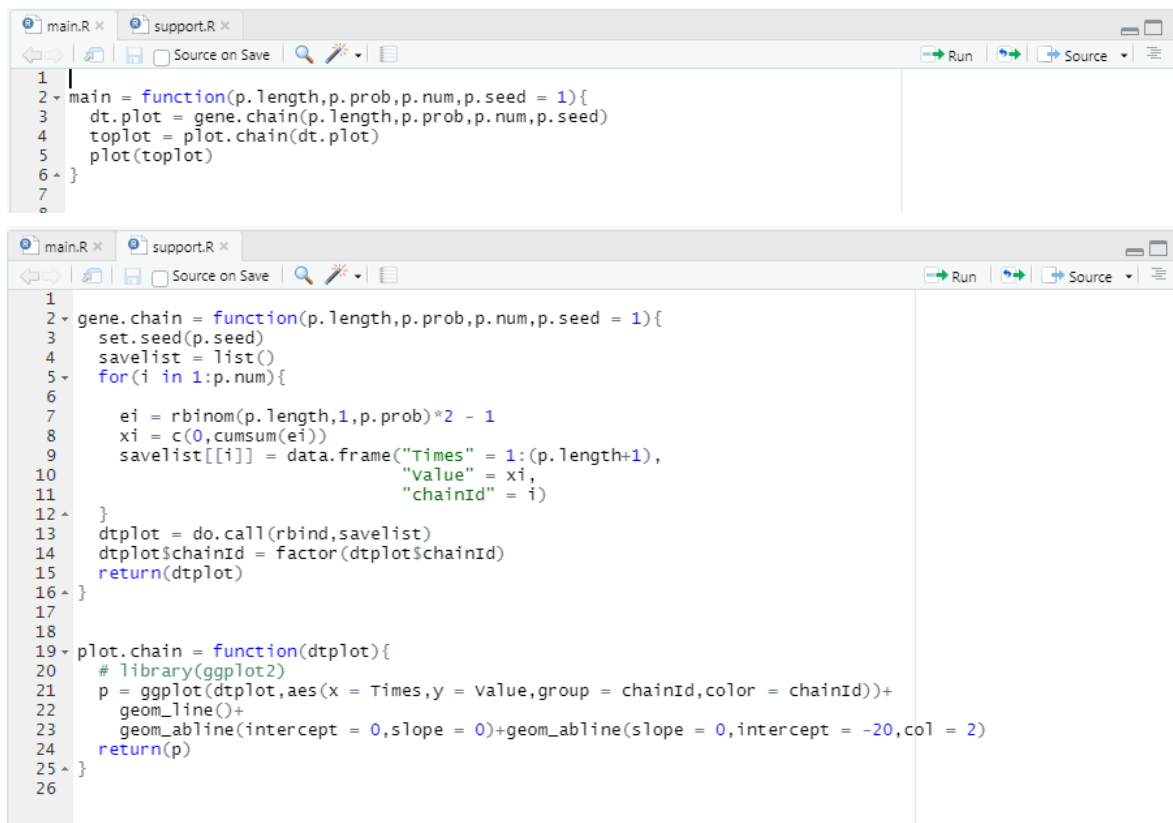 main.R × support.R ×
Source on Save Run Source
1
2 main = function(p.length,p.prob,p.num,p.seed = 1){
3   dt.plot = gene.chain(p.length,p.prob,p.num,p.seed)
4   toplot = plot.chain(dt.plot)
5   plot(toplot)
6 }
7
8
main.R × support.R ×
Source on Save Run Source
1
2 gene.chain = function(p.length,p.prob,p.num,p.seed = 1){
3   set.seed(p.seed)
4   savelist = list()
5   for(i in 1:p.num){
6
7     ei = rbinom(p.length,1,p.prob)*2 - 1
8     xi = c(0,cumsum(ei))
9     savelist[[i]] = data.frame("Times" = 1:(p.length+1),
10                                "Value" = xi,
11                                "chainId" = i)
12   }
13   dtplot = do.call(rbind,savelist)
14   dtplot$chainId = factor(dtplot$chainId)
15   return(dtplot)
16 }
17
18
19 plot.chain = function(dtplot){
20   # library(ggplot2)
21   p = ggplot(dtplot,aes(x = Times,y = Value,group = chainId,color = chainId))+
22     geom_line()+
23     geom_abline(intercept = 0,slope = 0)+geom_abline(slope = 0,intercept = -20,col = 2)
24   return(p)
25 }
26